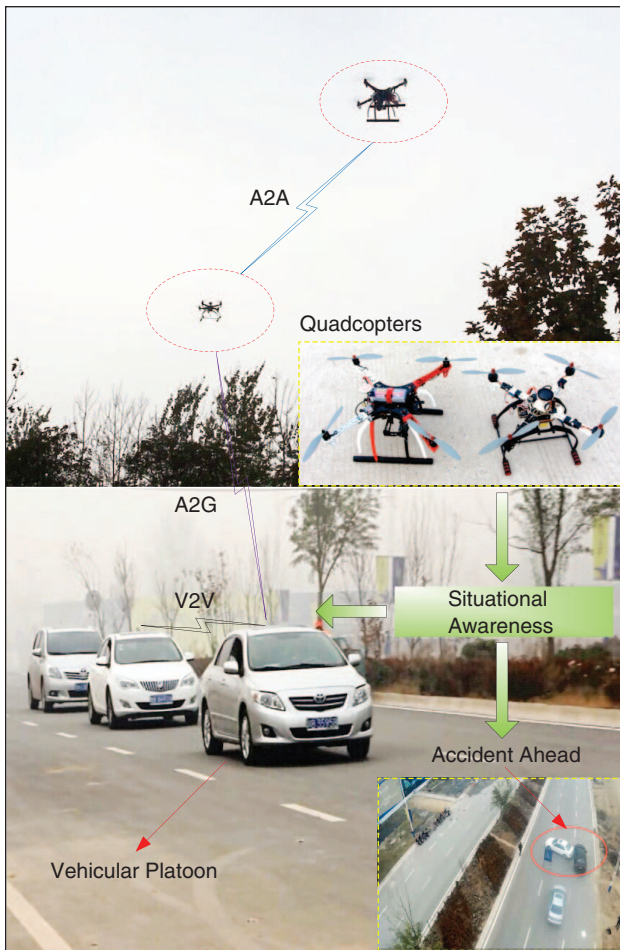 A2A
Quadcopters
A2G
V2V
Situational
Awareness
Accident Ahead
Vehicular Platoon